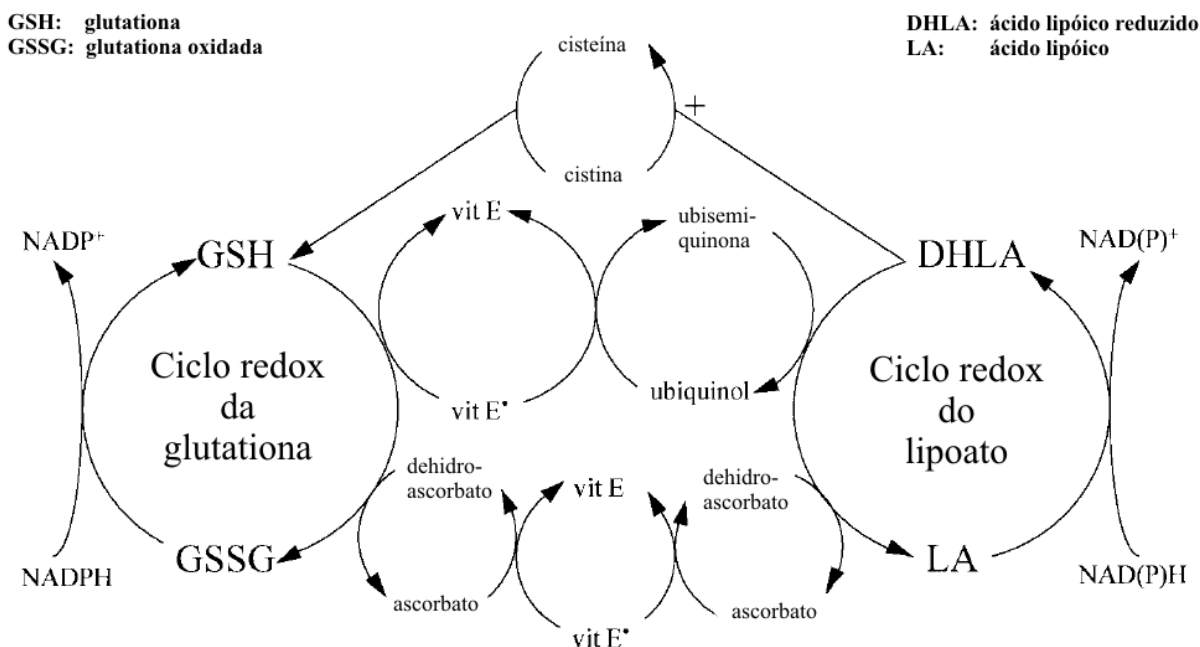 GSH: glutationa
GSSG: glutationa oxidada
DHLA: ácido lipóico reduzido
LA: ácido lipóico
cisteína
+
cistina
vit E
ubisemi-
quinona
NADP+
GSH
DHLA
NAD(P)+
Ciclo redox
da
glutationa
Ciclo redox
do
lipoato
vit E•
ubiquinol
dehidro-
ascorbato
vit E
dehidro-
ascorbato
NADPH
GSSG
LA
NAD(P)H
ascorbato
ascorbato
vit E•